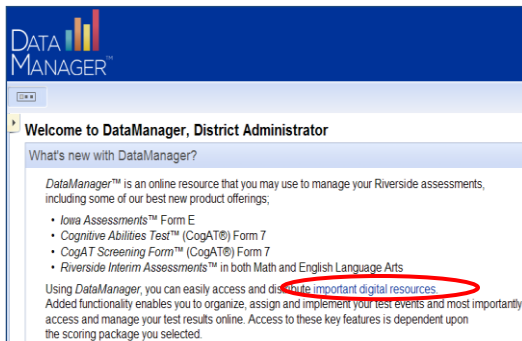 DATA
MANAGER™
Welcome to DataManager, District Administrator
What's new with DataManager?
DataManager™ is an online resource that you may use to manage your Riverside assessments,
including some of our best new product offerings;
• Iowa Assessments™ Form E
• Cognitive Abilities Test™ (CogAT®) Form 7
• CogAT Screening Form™ (CogAT®) Form 7
• Riverside Interim Assessments™ in both Math and English Language Arts
Using DataManager, you can easily access and distribute important digital resources.
Added functionality enables you to organize, assign and implement your test events and most importantly
access and manage your test results online. Access to these key features is dependent upon
the scoring package you selected.